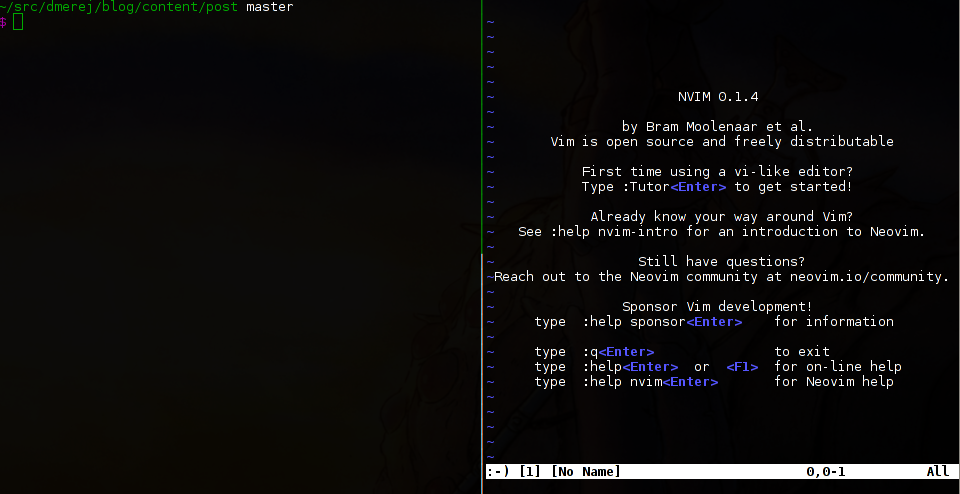 ~/src/dmerej/blog/content/post master
$
~
~
~
~
~
NVIM 0.1.4
~
~
by Bram Moolenaar et al.
~
Vim is open source and freely distributable
~
~
First time using a vi-like editor?
~
Type :Tutor<Enter> to get started!
~
~
Already know your way around Vim?
~
See :help nvim-intro for an introduction to Neovim.
~
~
Still have questions?
~Reach out to the Neovim community at neovim.io/community.
~
~
Sponsor Vim development!
~ type :help sponsor<Enter> for information
~
~ type :q<Enter> to exit
~ type :help<Enter> or <F1> for on-line help
~ type :help nvim<Enter> for Neovim help
~
~
~
~
~
:-) [1] [No Name] 0,0-1 All